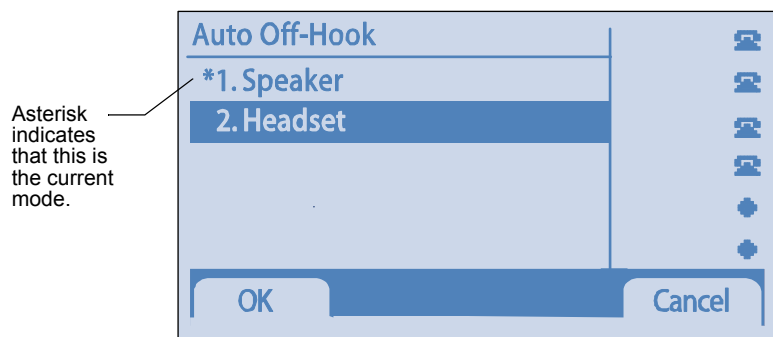 Auto Off-Hook
*1. Speaker
2. Headset
Asterisk
indicates
that this is
the current
mode.
OK
Cancel